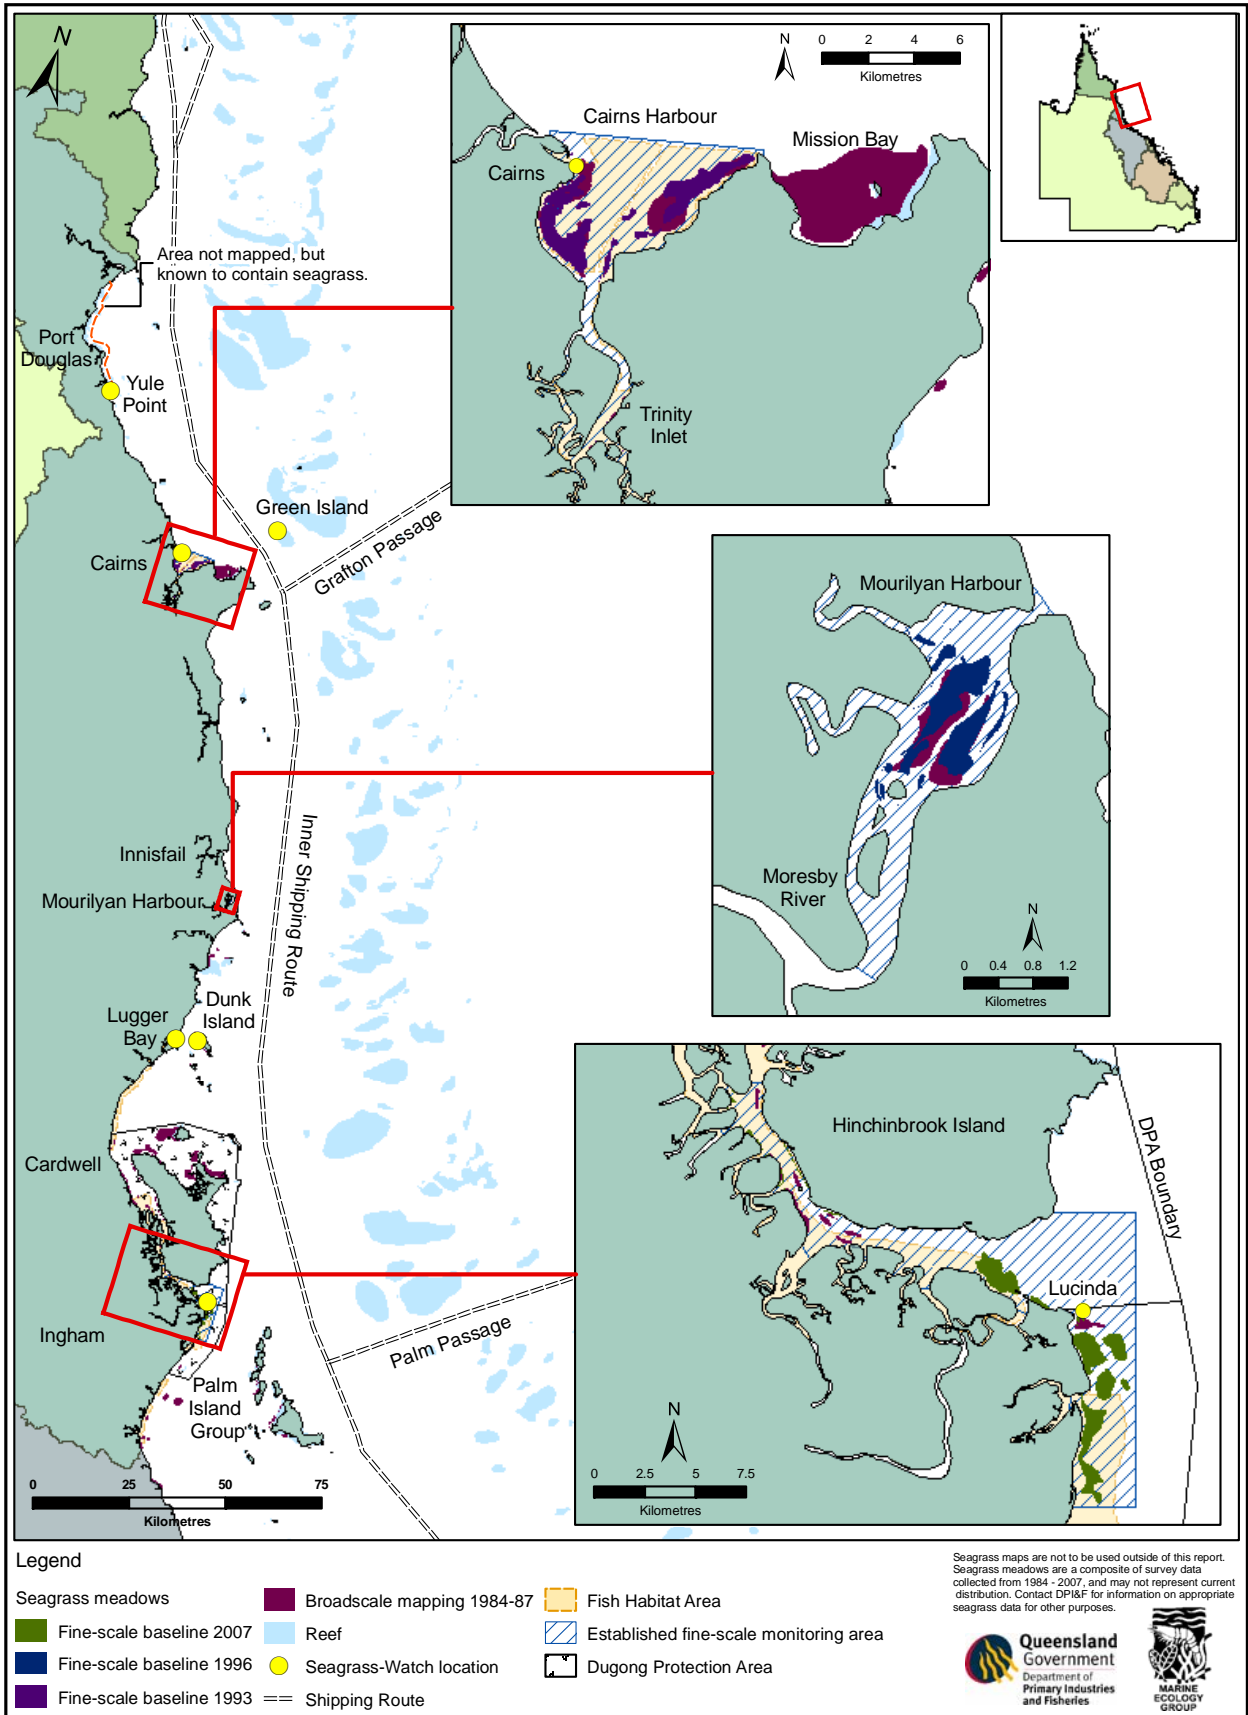 N
Area not mapped, but
known to contain seagrass.
Port
Douglas
Yule
Point
Green Island
Grafton Passage
Cairns
Innisfail
Mourilyan Harbour
Inner Shipping Route
Dunk
Island
Lugger
Bay
Cardwell
Ingham
Palm Passage
Palm
Island
Group
0 25 50 75
Kilometres
N
0 2 4 6
Kilometres
Cairns Harbour
Mission Bay
Cairns
Trinity
Inlet
Mourilyan Harbour
Moresby
River
N
0 0.4 0.8 1.2
Kilometres
Hinchinbrook Island
DPA Boundary
Lucinda
N
0 2.5 5 7.5
Kilometres
Legend
Seagrass meadows
Fine-scale baseline 2007
Fine-scale baseline 1996
Fine-scale baseline 1993
Broadscale mapping 1984-87
Reef
Seagrass-Watch location
Shipping Route
Fish Habitat Area
Established fine-scale monitoring area
Dugong Protection Area
Seagrass maps are not to be used outside of this report.
Seagrass meadows are a composite of survey data
collected from 1984 - 2007, and may not represent current
distribution. Contact DPI&F for information on appropriate
seagrass data for other purposes.
Queensland
Government
Department of
Primary Industries
and Fisheries
MARINE
ECOLOGY
GROUP